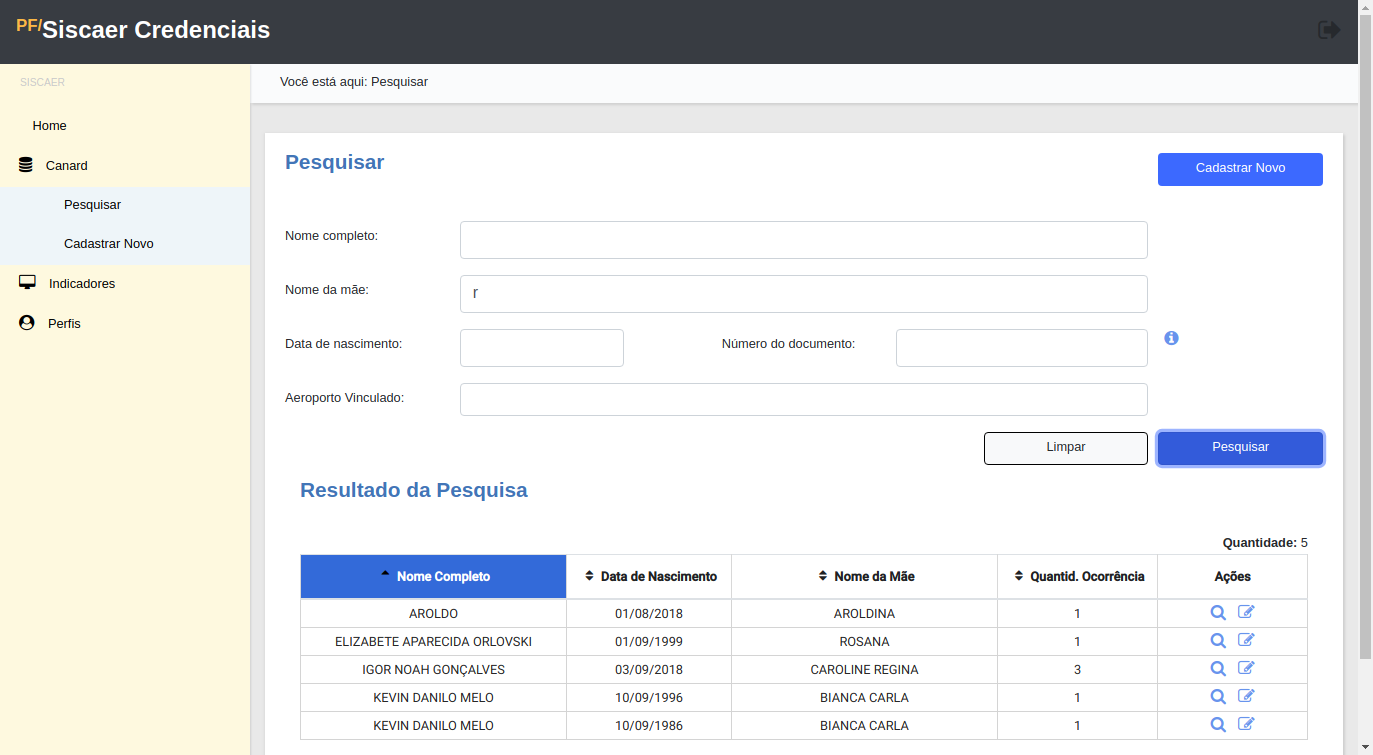 PF/Siscaer Credenciais
SISCAER
Você está aqui: Pesquisar
Home
Canard
Pesquisar
Cadastrar Novo
Indicadores
Perfis
Pesquisar
Cadastrar Novo
Nome completo:
Nome da mãe: r
Data de nascimento: Número do documento:
Aeroporto Vinculado:
Limpar Pesquisar
Resultado da Pesquisa
Quantidade: 5
Nome Completo Data de Nascimento Nome da Mãe Quantid. Ocorrência Ações
AROLDO 01/08/2018 AROLDINA 1
ELIZABETE APARECIDA ORLOVSKI 01/09/1999 ROSANA 1
IGOR NOAH GONÇALVES 03/09/2018 CAROLINE REGINA 3
KEVIN DANILO MELO 10/09/1996 BIANCA CARLA 1
KEVIN DANILO MELO 10/09/1986 BIANCA CARLA 1